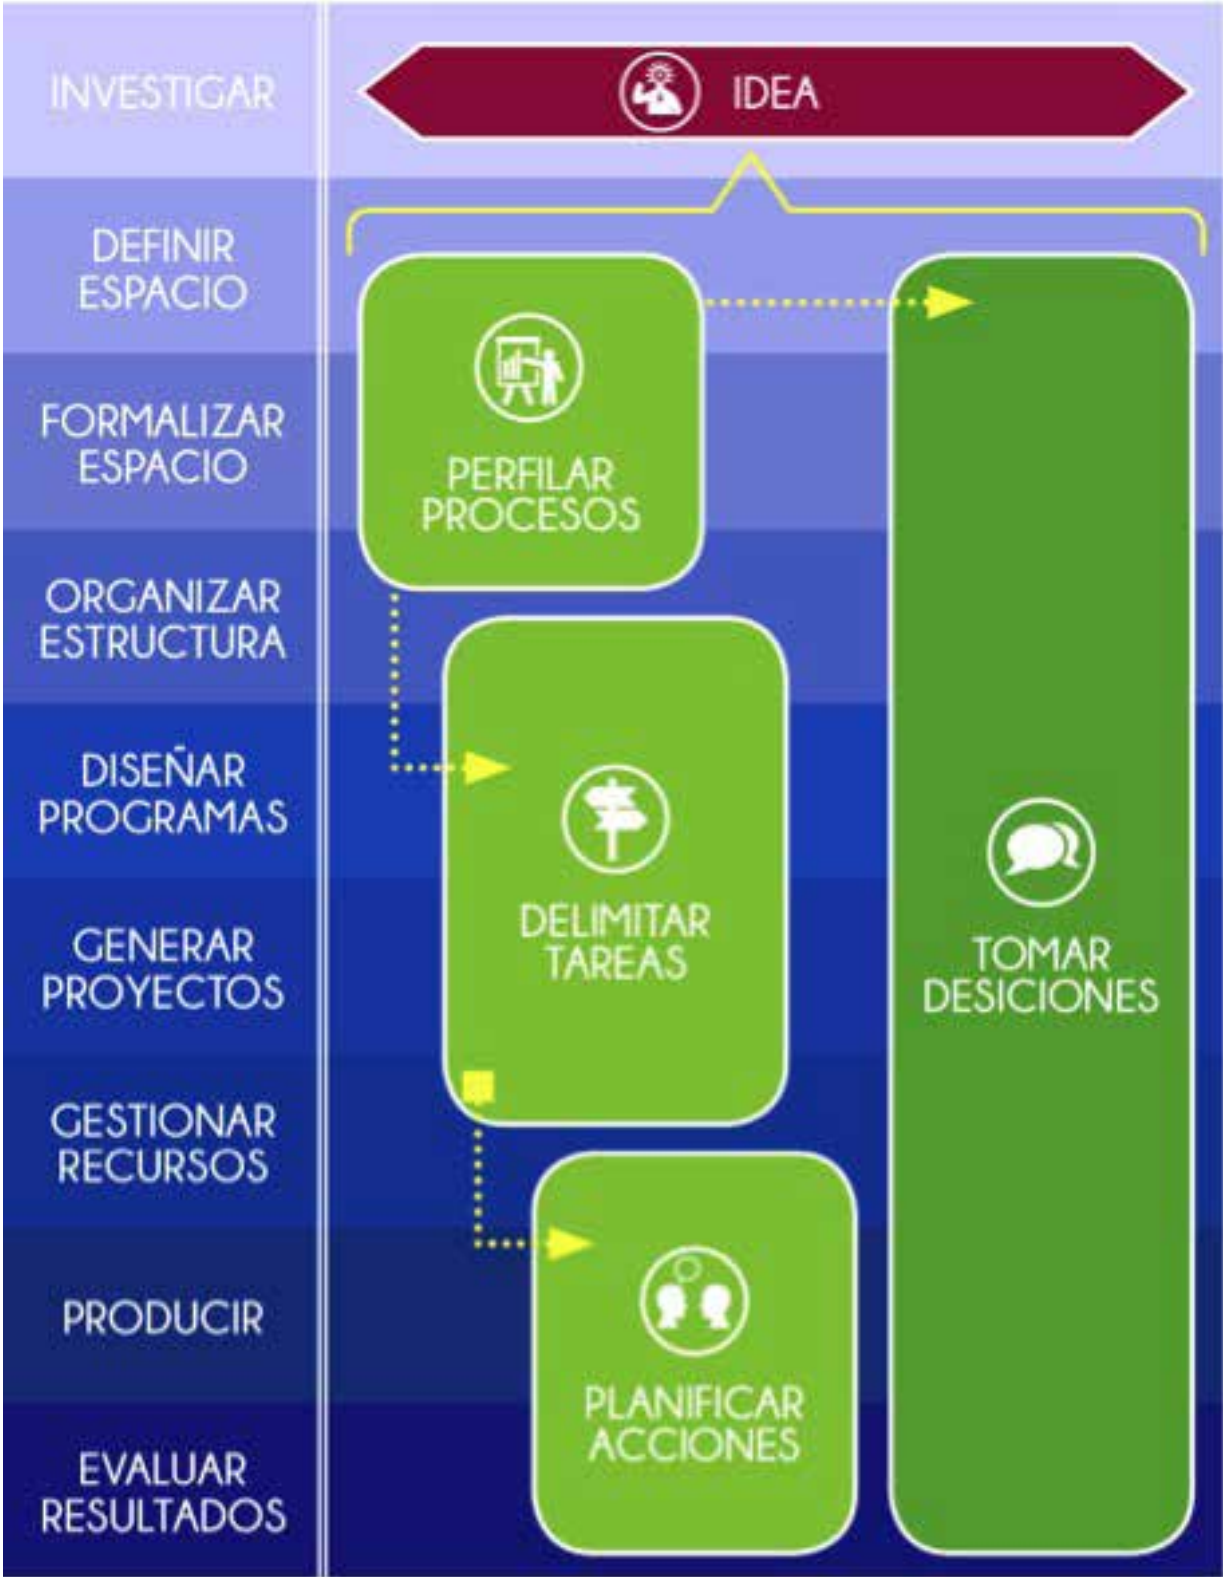 INVESTIGAR
IDEA
DEFINIR
ESPACIO
FORMALIZAR
ESPACIO
PERFILAR
PROCESOS
ORGANIZAR
ESTRUCTURA
DISEÑAR
PROGRAMAS
DELIMITAR
TAREAS
GENERAR
PROYECTOS
TOMAR
DESICIONES
GESTIONAR
RECURSOS
PRODUCIR
PLANIFICAR
ACCIONES
EVALUAR
RESULTADOS